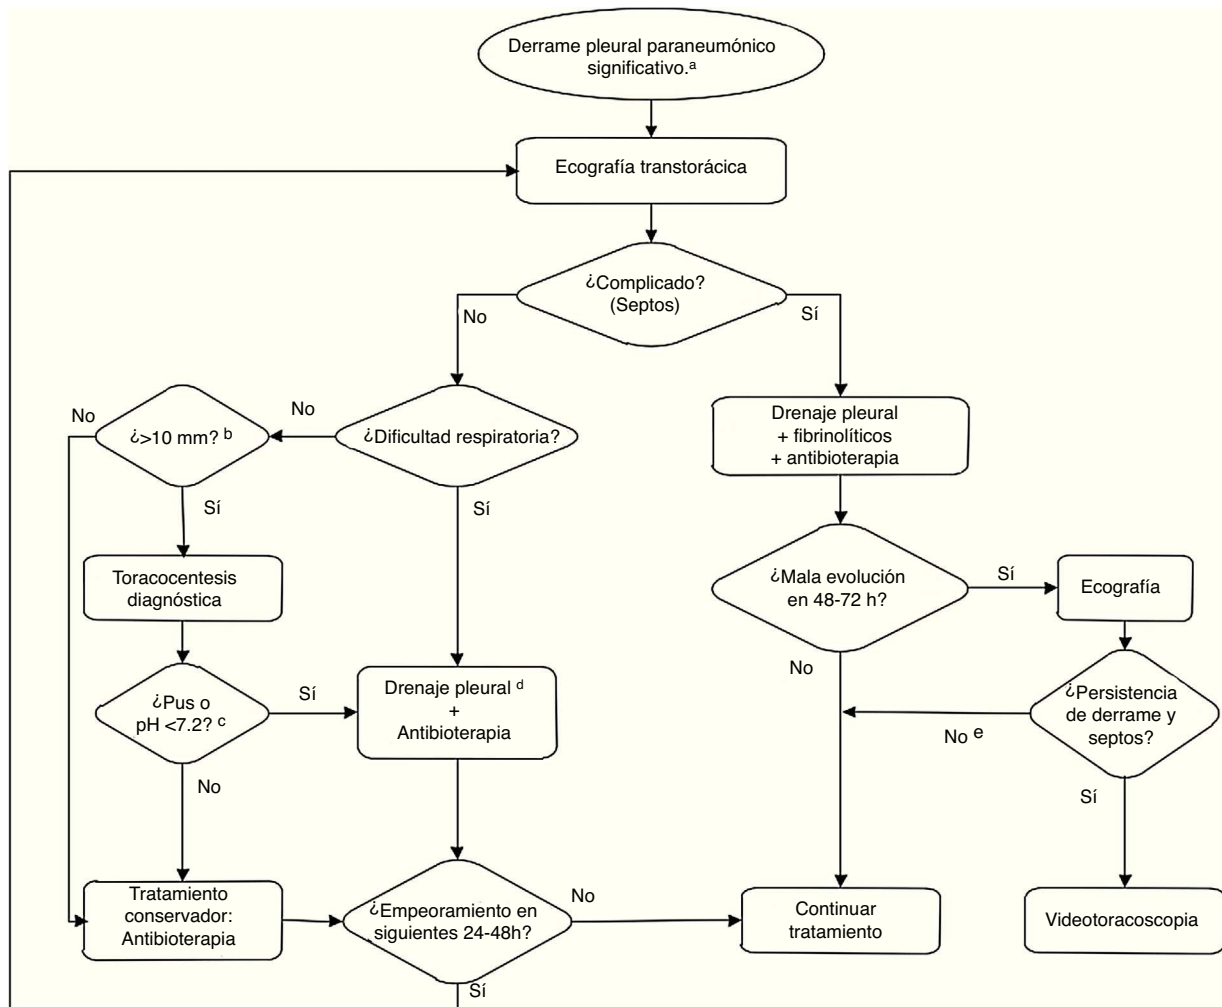 Derrame pleural paraneumónico
significativo.ª
Ecografía transtorácica
¿Complicado?
(Septos)
No
Sí
No
No
¿>10 mm? b
¿Dificultad respiratoria?
Drenaje pleural
+ fibrinolíticos
+ antibioterapia
Sí
Sí
Toracocentesis
diagnóstica
¿Mala evolución
en 48-72 h?
Sí
Ecografía
No
¿Pus o
pH <7.2? c
Sí
Drenaje pleural d
+
Antibioterapia
¿Persistencia
de derrame y
septos?
No e
No
Sí
Tratamiento
conservador:
Antibioterapia
¿Empeoramiento en
siguientes 24-48h?
No
Continuar
tratamiento
Videotoracoscopia
Sí